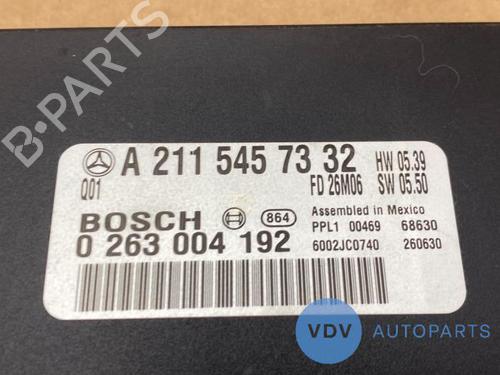 B-PARTS
A 211 545 73 32 HW 05.39
Q01 FD 26M06 SW 05.50
BOSCH 864 Assembled in Mexico
PPL1 00469 68630
0 263 004 192 6002JC0740 260630
VDV AUTOPARTS